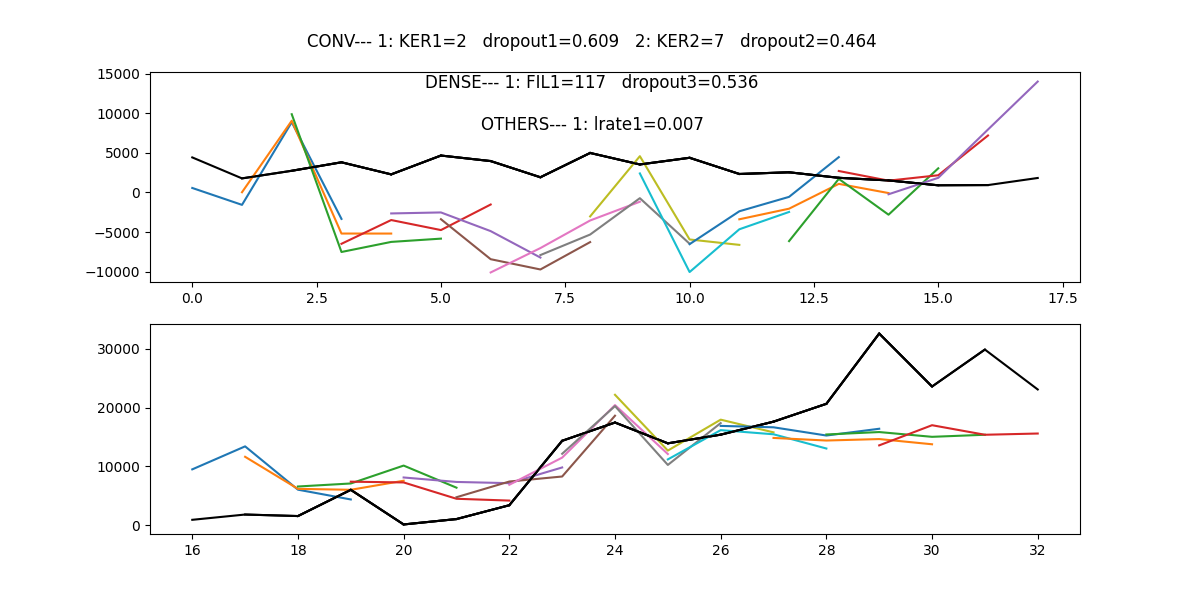 CONV--- 1: KER1=2   dropout1=0.609   2: KER2=7   dropout2=0.464
DENSE--- 1: FIL1=117   dropout3=0.536
OTHERS--- 1: lrate1=0.007
15000
10000
5000
0
−5000
−10000
0.0 2.5 5.0 7.5 10.0 12.5 15.0 17.5
30000
20000
10000
0
16 18 20 22 24 26 28 30 32